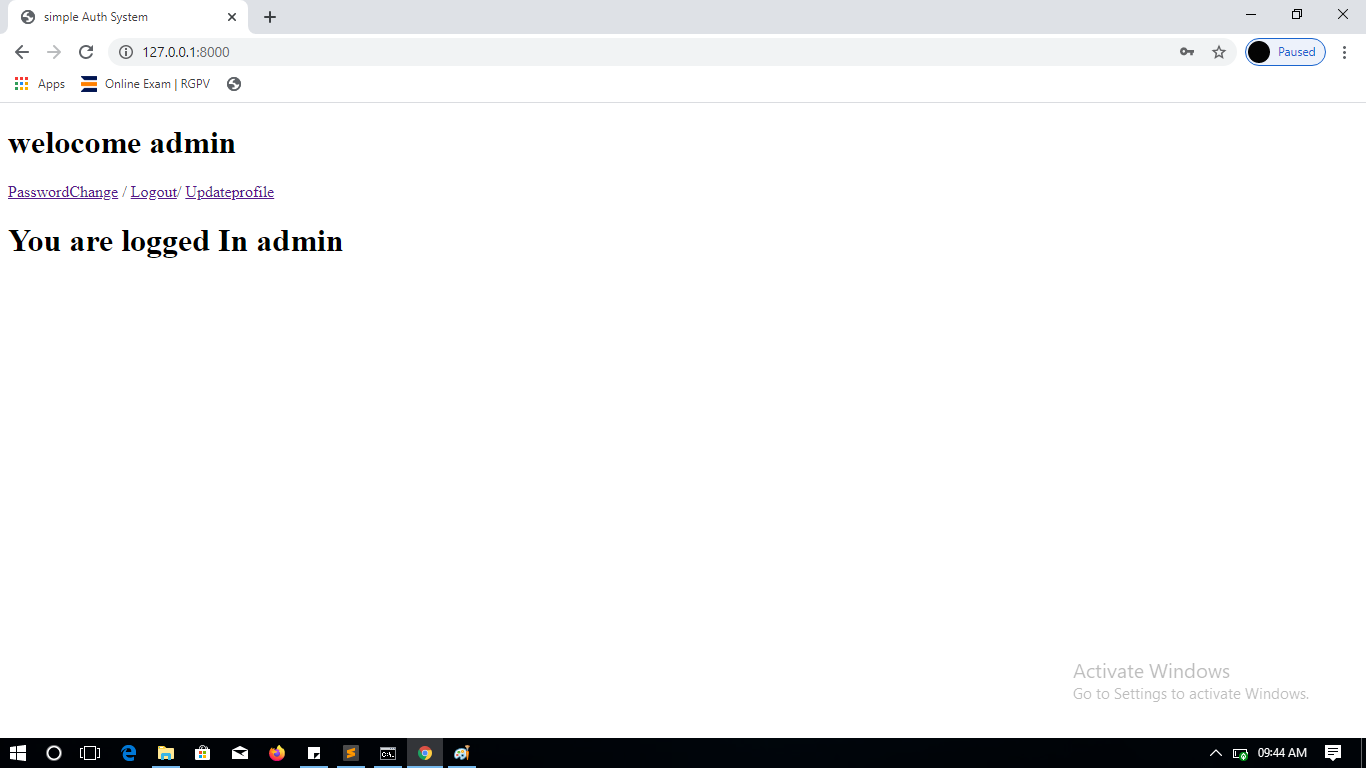 simple Auth System
127.0.0.1:8000
Paused
Apps
Online Exam | RGPV
welocome admin
PasswordChange / Logout/ Updateprofile
You are logged In admin
Activate Windows
Go to Settings to activate Windows.
09:44 AM